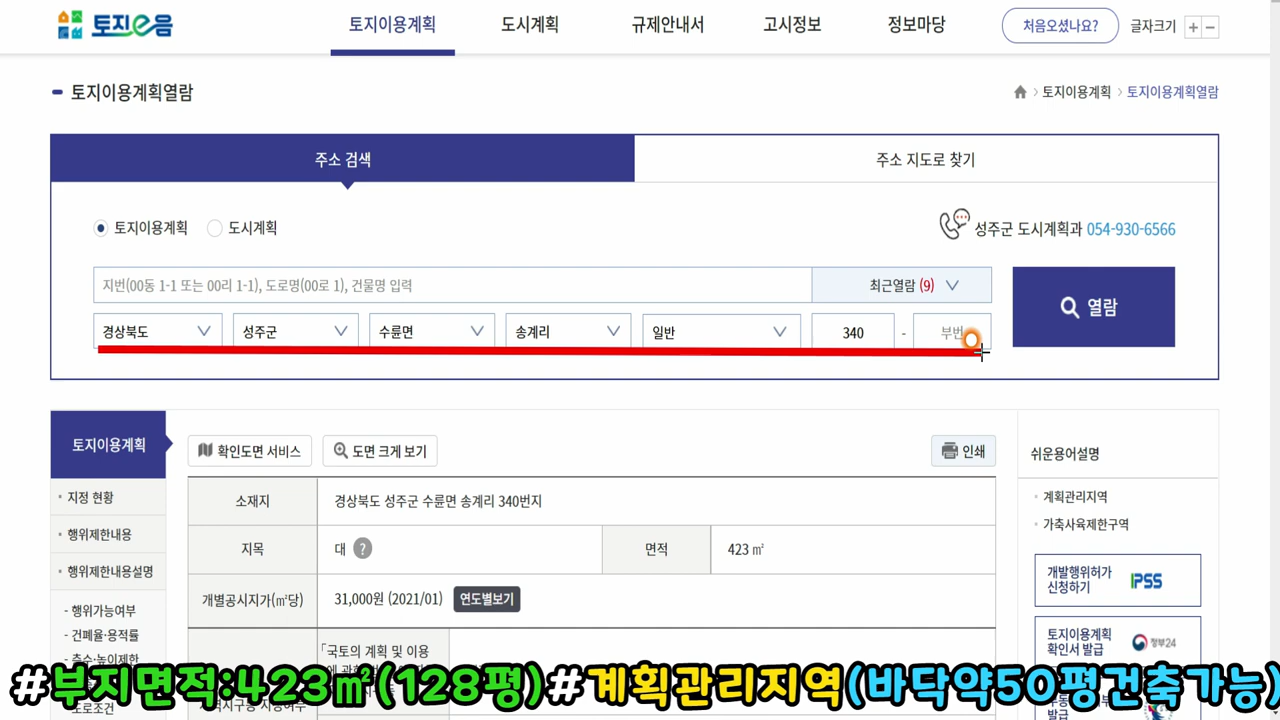 토지e음 토지이용계획 도시계획 규제안내서 고시정보 정보마당 처음오셨나요? 글자크기 + -
토지이용계획열람
토지이용계획 > 토지이용계획열람
주소 검색 주소 지도로 찾기
토지이용계획 도시계획 성주군 도시계획과 054-930-6566
지번(00동 1-1 또는 00리 1-1), 도로명(00로 1), 건물명 입력 최근열람 (9) 열람
경상북도 성주군 수륜면 송계리 일반 340 - 부번
토지이용계획
지정 현황
행위제한내용
행위제한내용설명
- 행위가능여부
- 건폐율·용적률
- 층수·높이제한
도로조건
확인도면 서비스 도면 크게 보기 인쇄
소재지 경상북도 성주군 수륜면 송계리 340번지
지목 대 ? 면적 423 ㎡
개별공시지가(㎡당) 31,000원 (2021/01) 연도별보기
「국토의 계획 및 이용
쉬운용어설명
계획관리지역
가축사육제한구역
개발행위허가
신청하기 IPSS
토지이용계획
확인서 발급 정부24
발급
#부지면적:423㎡(128평)#계획관리지역(바닥약50평건축가능)